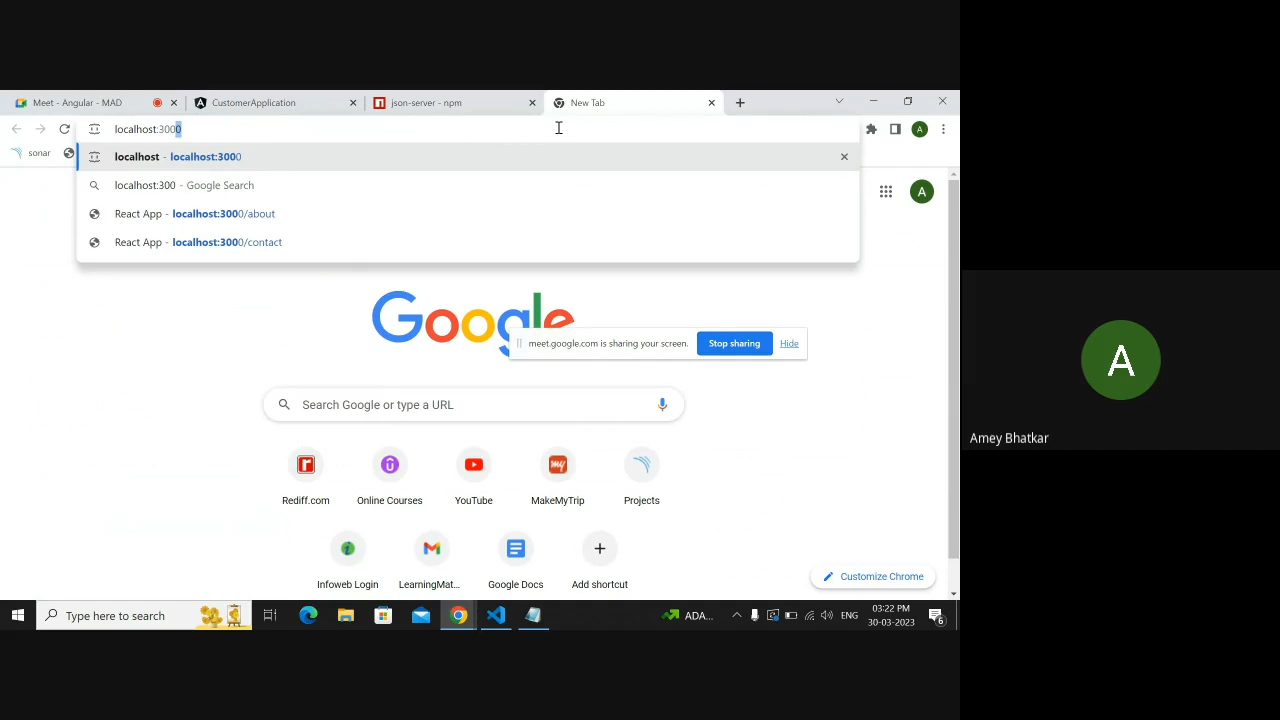 Meet - Angular - MAD
CustomerApplication
json-server - npm
New Tab
localhost:3000
A
sonar
localhost - localhost:3000
localhost:300 - Google Search
React App - localhost:3000/about
React App - localhost:3000/contact
A
Google
meet.google.com is sharing your screen.
Stop sharing
Hide
Search Google or type a URL
my
Rediff.com
Online Courses
YouTube
MakeMyTrip
Projects
Infoweb Login
LearningMat...
Google Docs
Add shortcut
Customize Chrome
Type here to search
ADA...
ENG
03:22 PM
30-03-2023
6
A
Amey Bhatkar